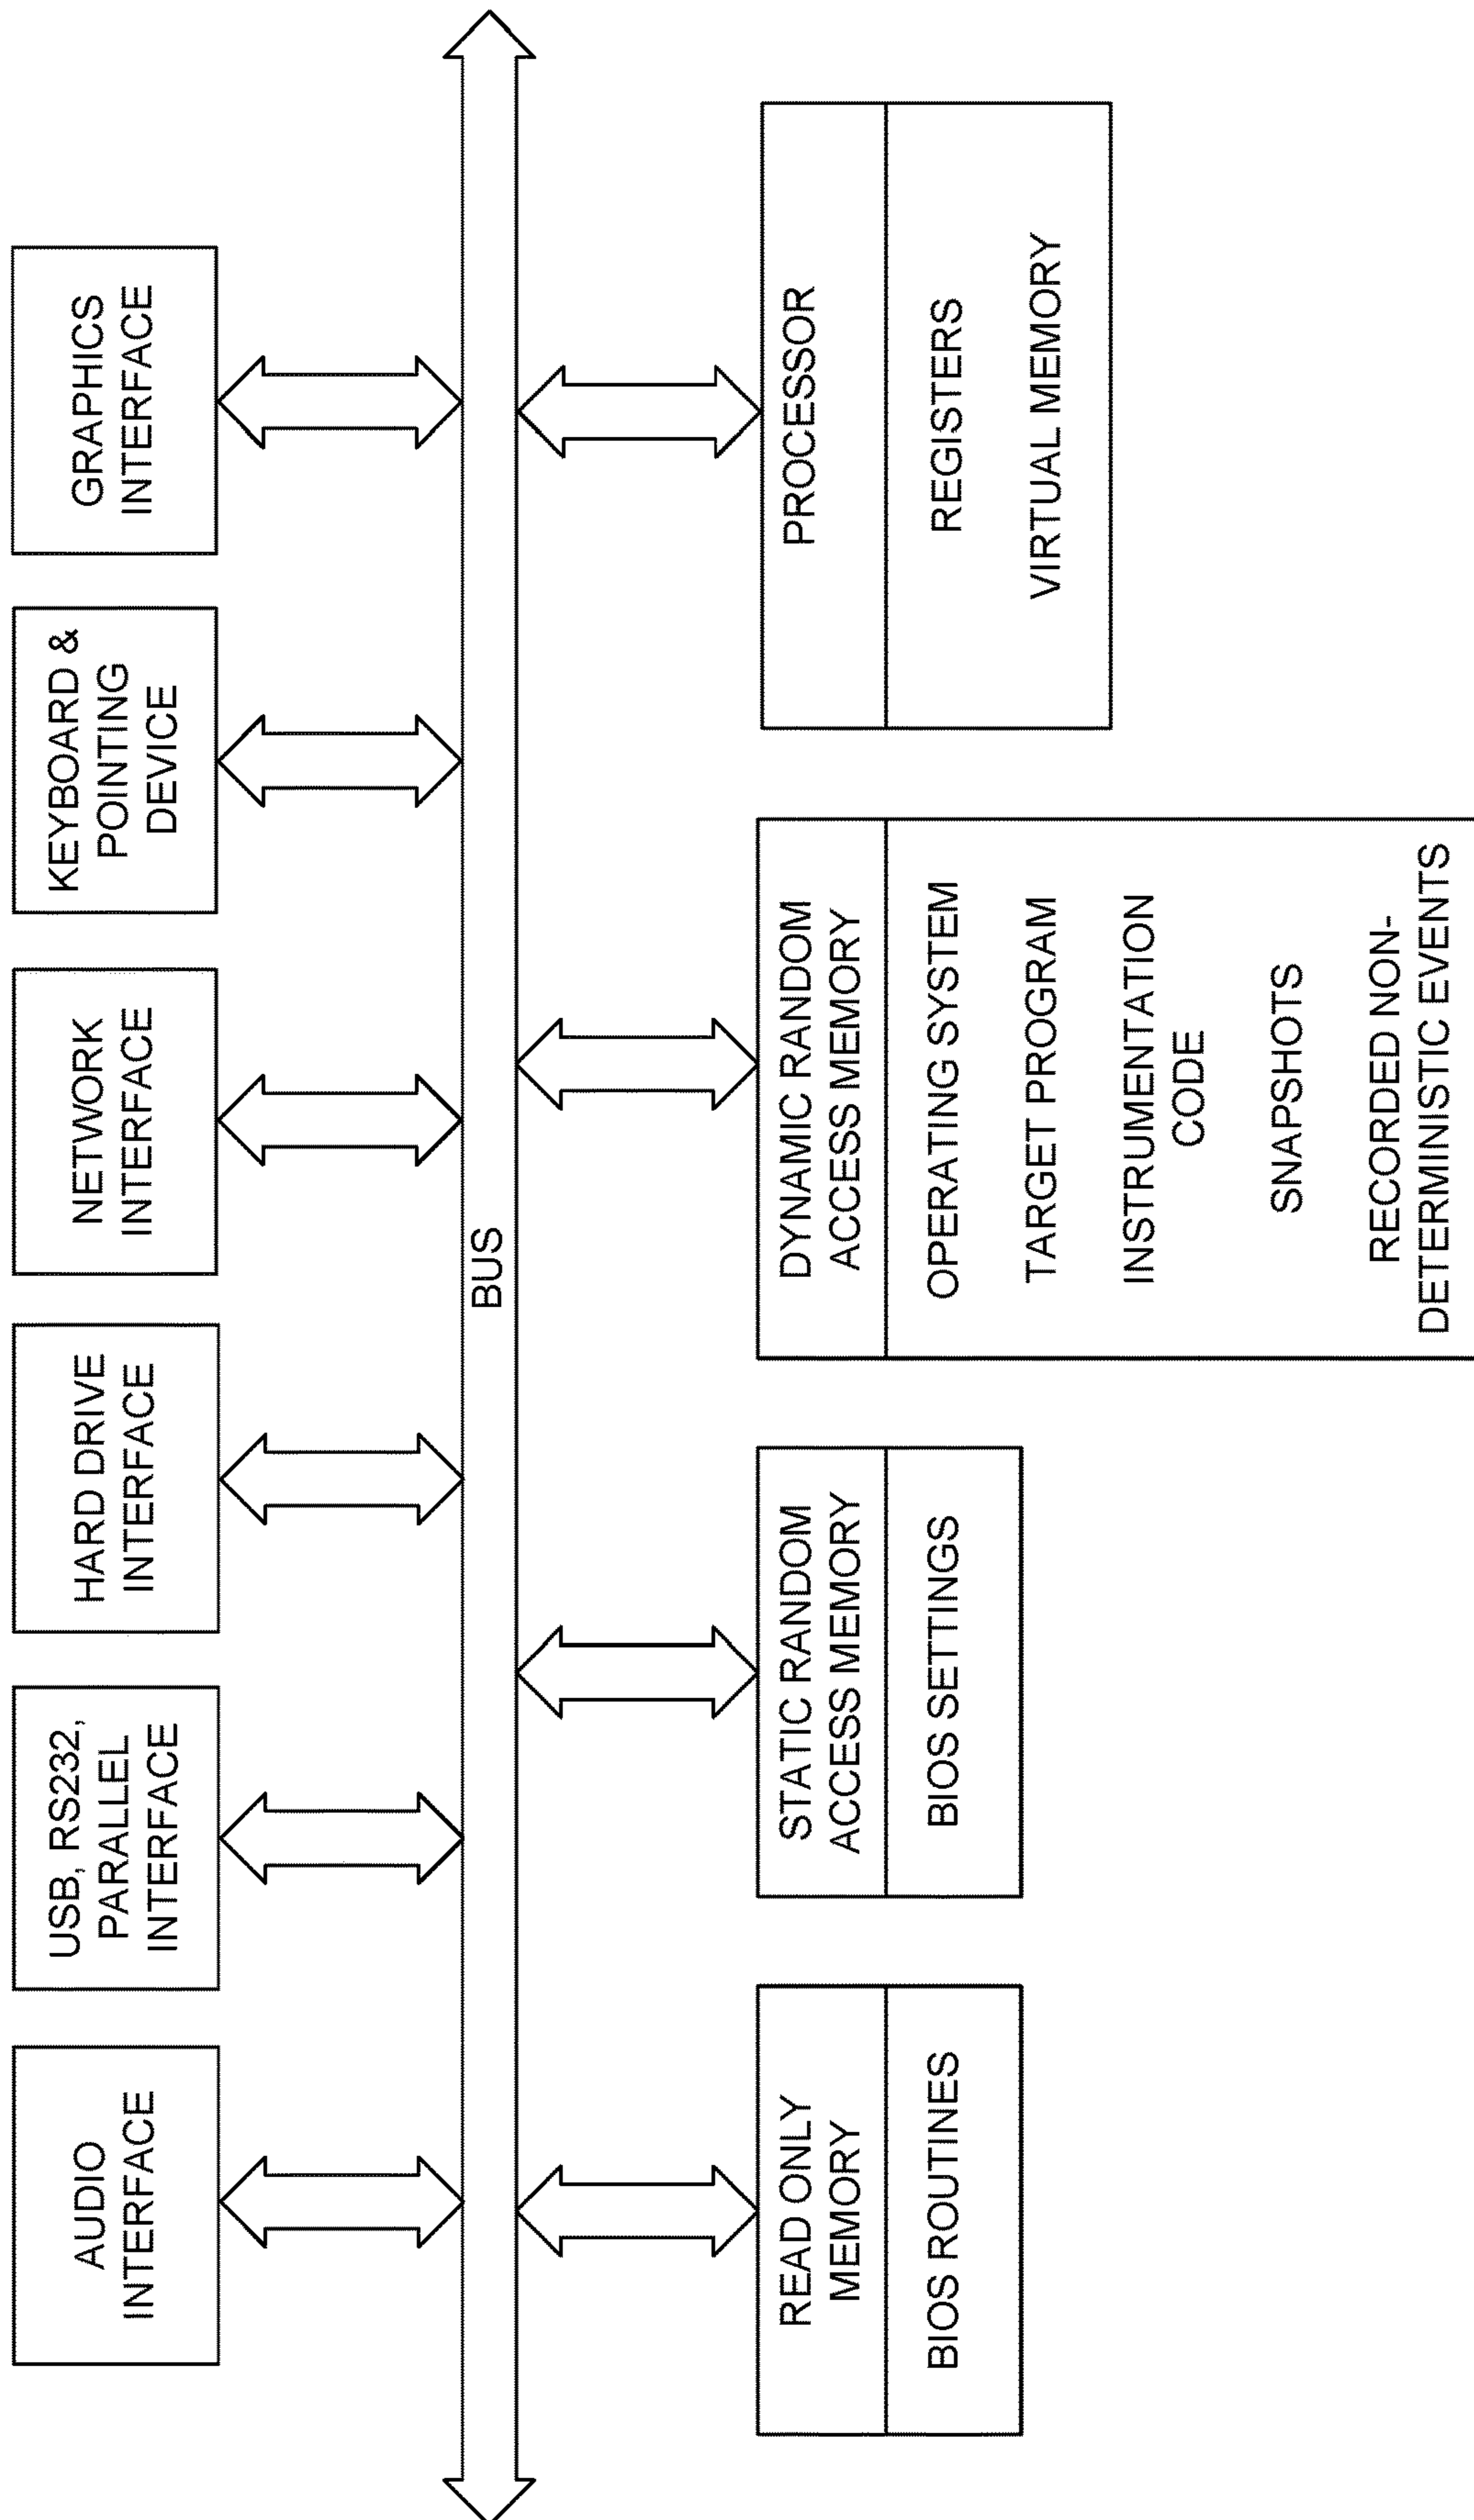 AUDIO
INTERFACE
USB, RS232,
PARALLEL
INTERFACE
HARD DRIVE
INTERFACE
NETWORK
INTERFACE
KEYBOARD &
POINTING
DEVICE
GRAPHICS
INTERFACE
BUS
READ ONLY
MEMORY
BIOS ROUTINES
STATIC RANDOM
ACCESS MEMORY
BIOS SETTINGS
DYNAMIC RANDOM
ACCESS MEMORY
OPERATING SYSTEM
TARGET PROGRAM
INSTRUMENTATION
CODE
SNAPSHOTS
RECORDED NON-
DETERMINISTIC EVENTS
PROCESSOR
REGISTERS
VIRTUAL MEMORY